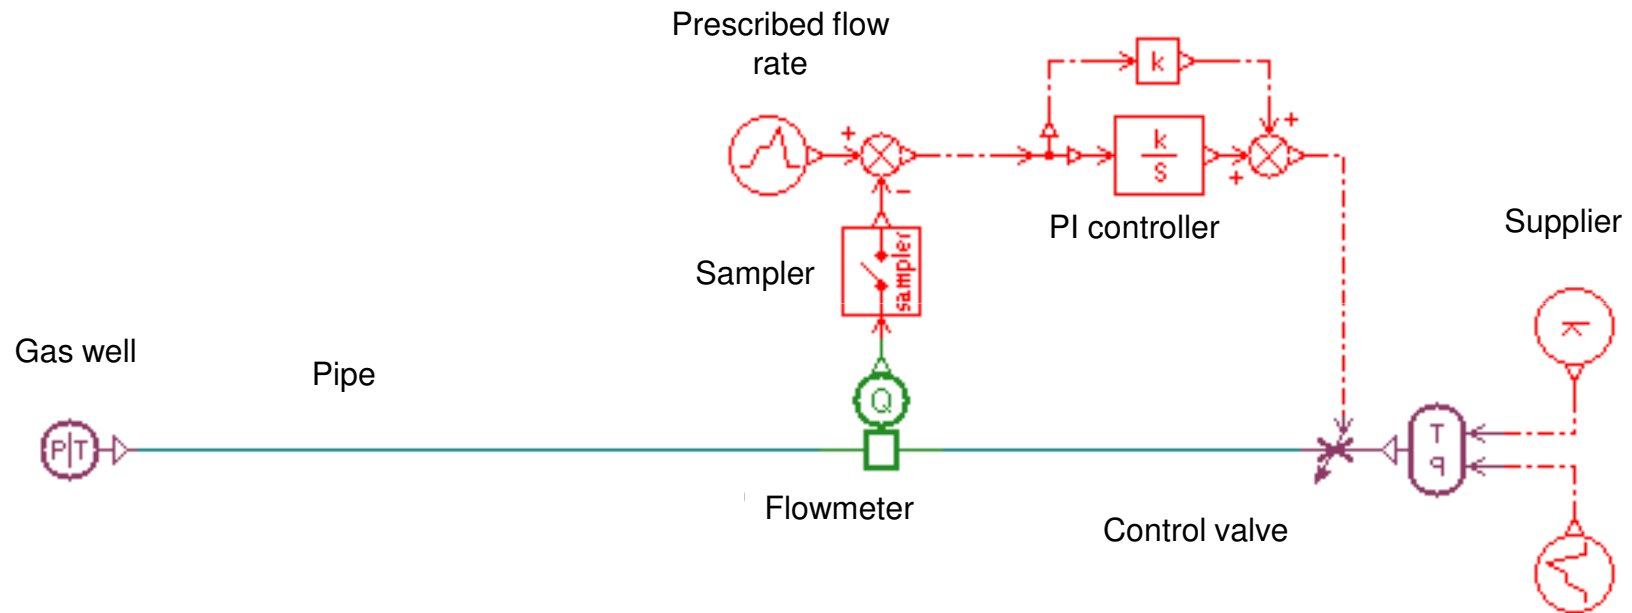 Prescribed flow
rate
k
+
+
k
s
+
−
PI controller
Supplier
sampler
Sampler
K
Gas well
Pipe
Q
P|T
T
q
Flowmeter
Control valve